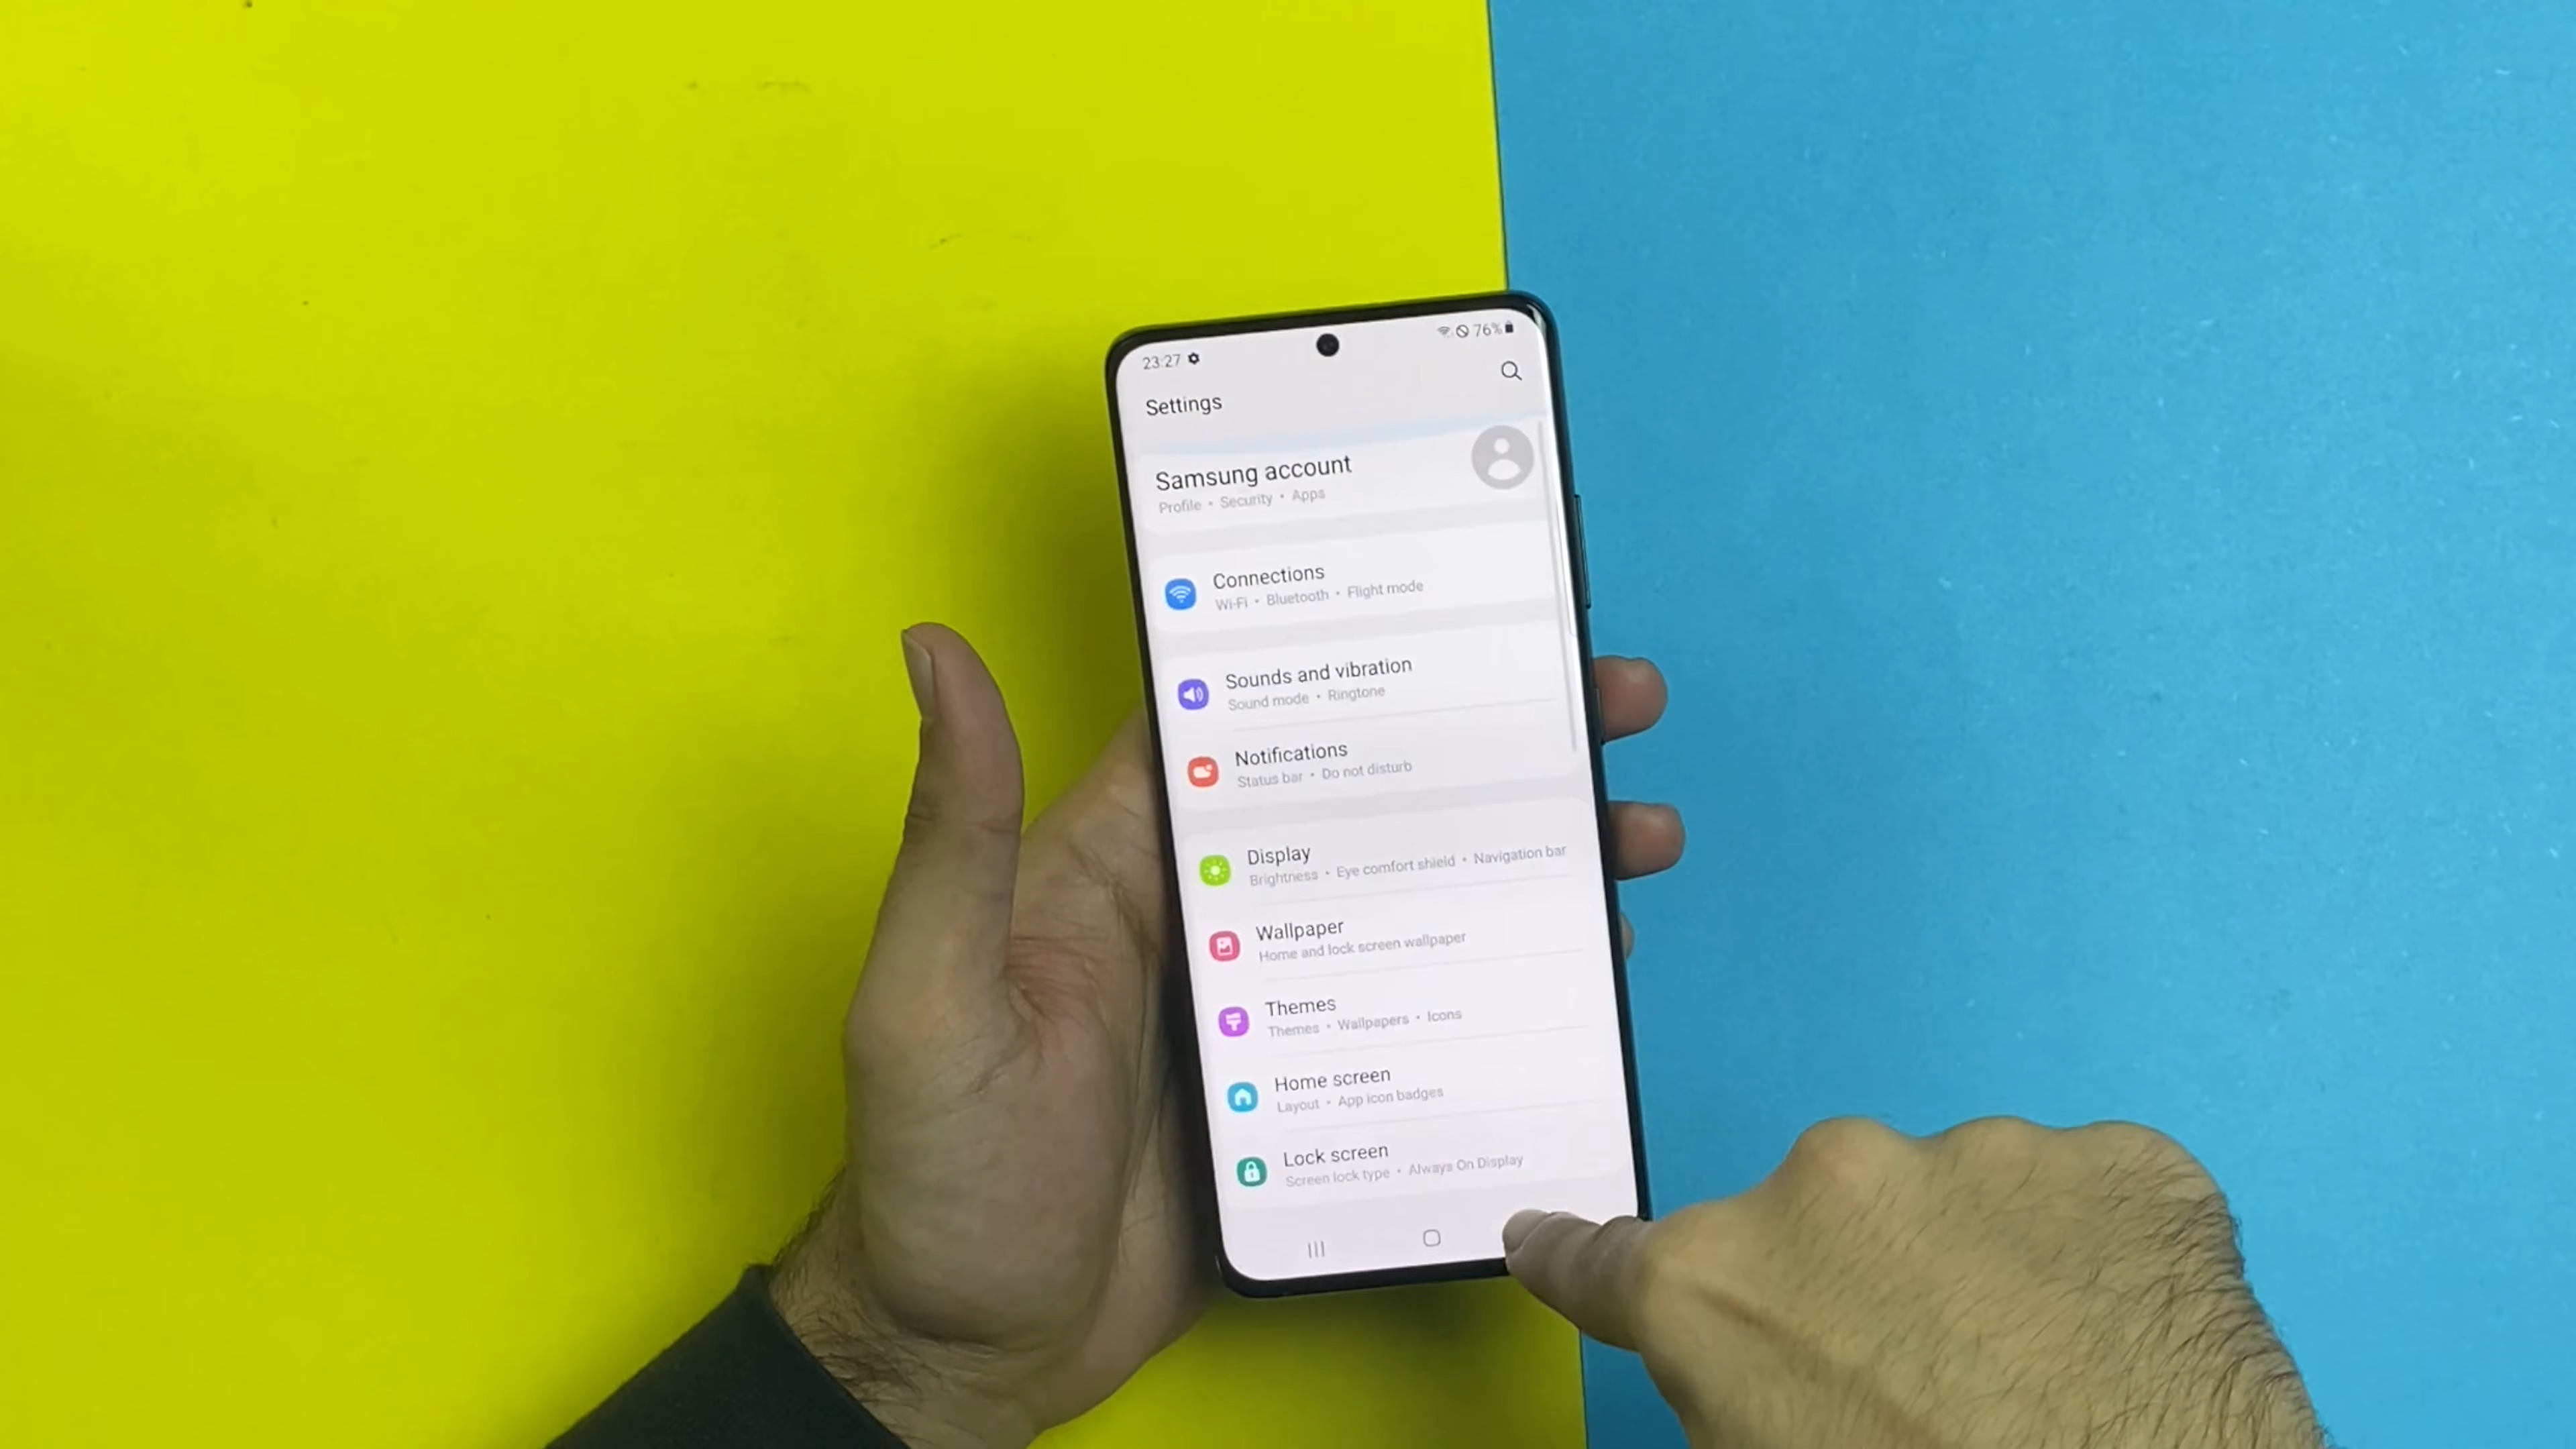 23:27 76%
Settings
Samsung account
Profile • Security • Apps
Connections
Wi-Fi • Bluetooth • Flight mode
Sounds and vibration
Sound mode • Ringtone
Notifications
Status bar • Do not disturb
Display
Brightness • Eye comfort shield • Navigation bar
Wallpaper
Home and lock screen wallpaper
Themes
Themes • Wallpapers • Icons
Home screen
Layout • App icon badges
Lock screen
Screen lock type • Always On Display